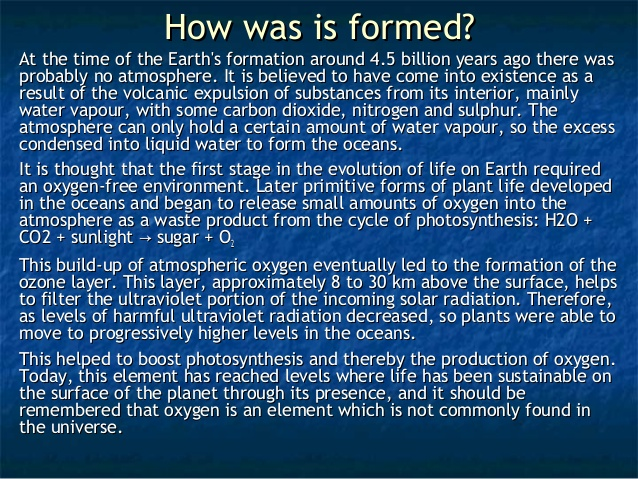 How was is formed?
At the time of the Earth's formation around 4.5 billion years ago there was
probably no atmosphere. It is believed to have come into existence as a
result of the volcanic expulsion of substances from its interior, mainly
water vapour, with some carbon dioxide, nitrogen and sulphur. The
atmosphere can only hold a certain amount of water vapour, so the excess
condensed into liquid water to form the oceans.
It is thought that the first stage in the evolution of life on Earth required
an oxygen-free environment. Later primitive forms of plant life developed
in the oceans and began to release small amounts of oxygen into the
atmosphere as a waste product from the cycle of photosynthesis: H2O +
CO2 + sunlight → sugar + O₂
This build-up of atmospheric oxygen eventually led to the formation of the
ozone layer. This layer, approximately 8 to 30 km above the surface, helps
to filter the ultraviolet portion of the incoming solar radiation. Therefore,
as levels of harmful ultraviolet radiation decreased, so plants were able to
move to progressively higher levels in the oceans.
This helped to boost photosynthesis and thereby the production of oxygen.
Today, this element has reached levels where life has been sustainable on
the surface of the planet through its presence, and it should be
remembered that oxygen is an element which is not commonly found in
the universe.